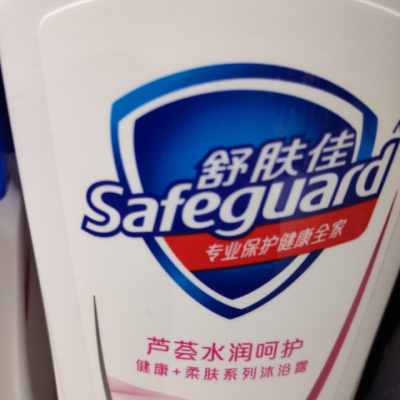 舒肤佳
Safeguard
专业保护健康全家
芦荟水润呵护
健康+柔肤系列沐浴露